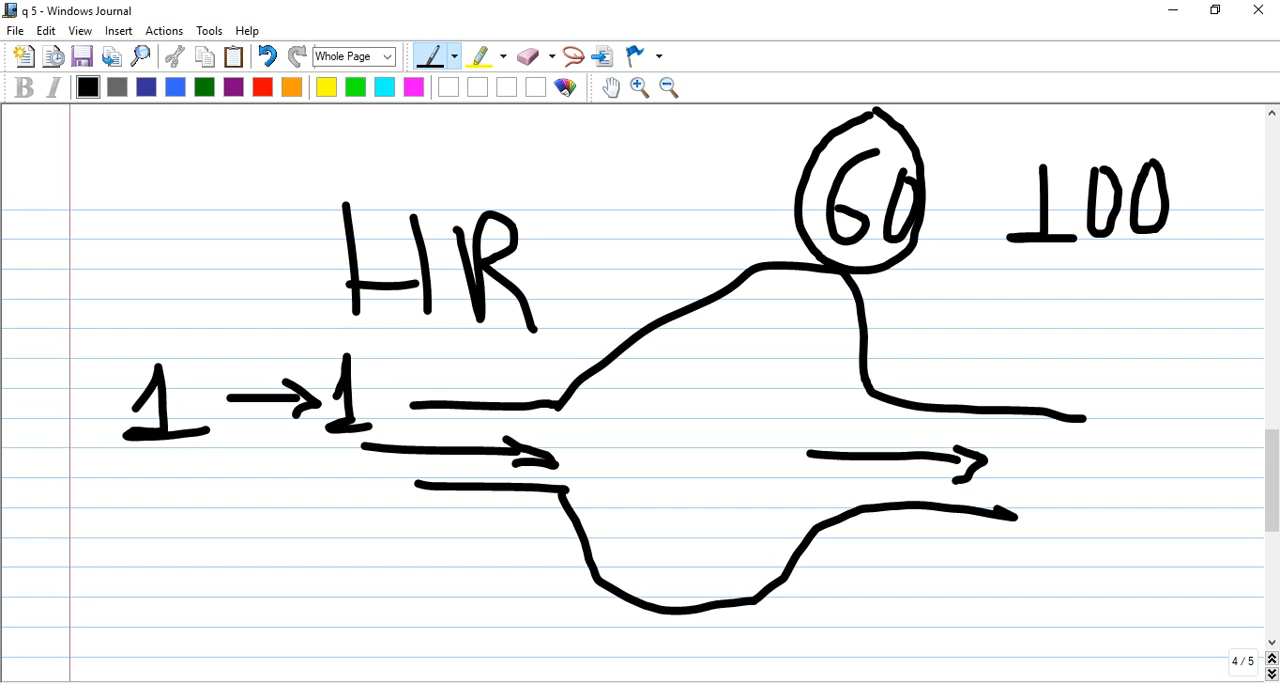 q 5 - Windows Journal
File Edit View Insert Actions Tools Help
Whole Page
B I
60 100
HR
1 → 1
4 / 5